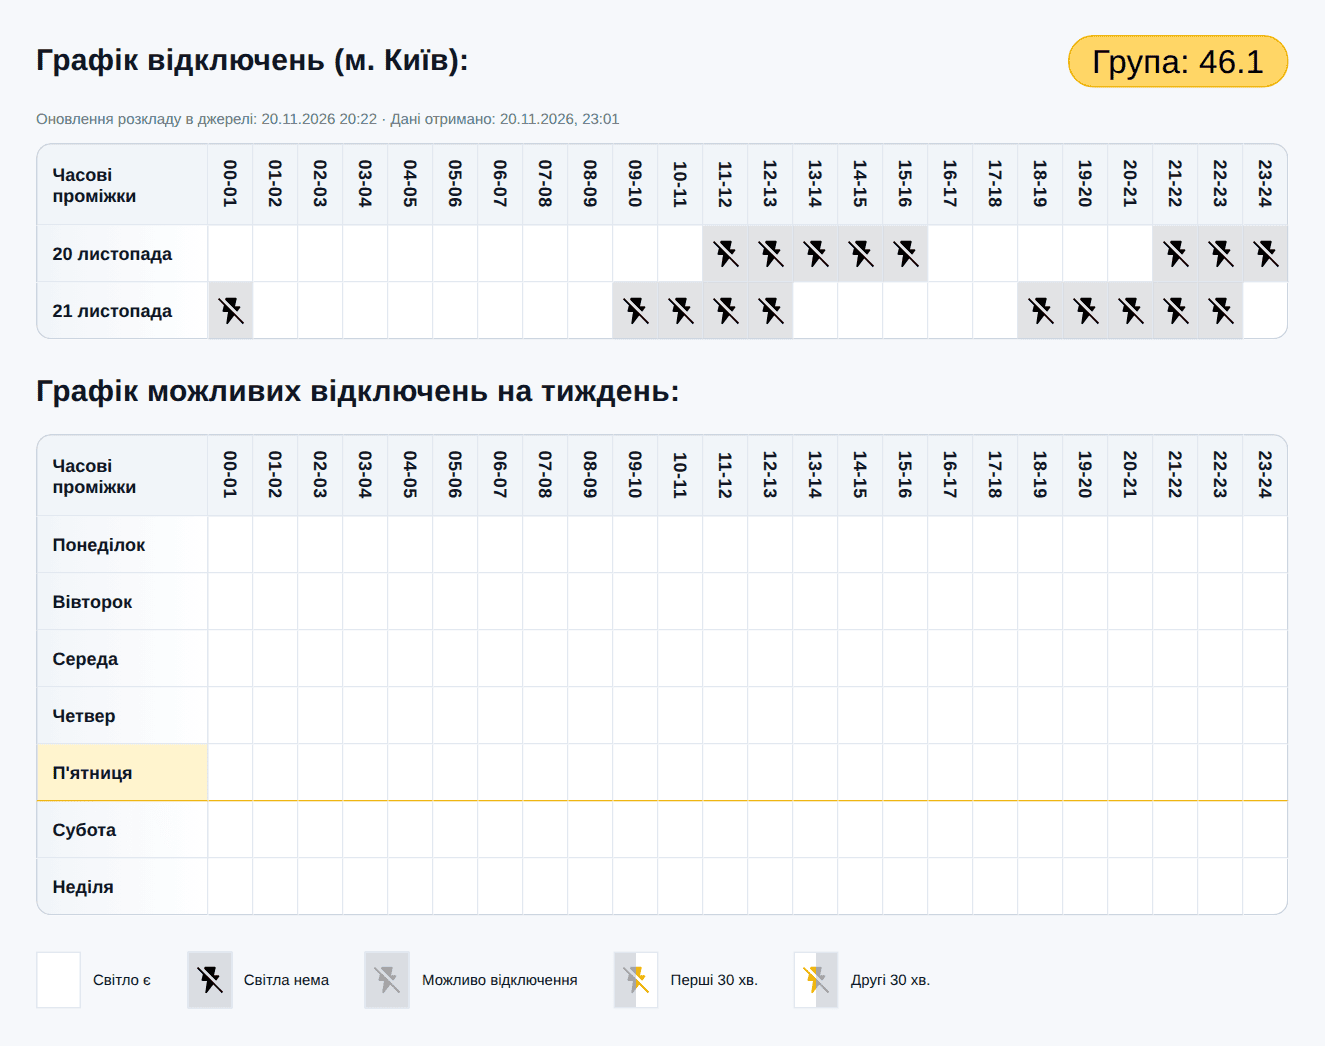 Графік відключень (м. Київ):
Група: 46.1
Оновлення розкладу в джерелі: 20.11.2026 20:22 · Дані отримано: 20.11.2026, 23:01
Часові проміжки 00-01 01-02 02-03 03-04 04-05 05-06 06-07 07-08 08-09 09-10 10-11 11-12 12-13 13-14 14-15 15-16 16-17 17-18 18-19 19-20 20-21 21-22 22-23 23-24
20 листопада
21 листопада
Графік можливих відключень на тиждень:
Часові проміжки 00-01 01-02 02-03 03-04 04-05 05-06 06-07 07-08 08-09 09-10 10-11 11-12 12-13 13-14 14-15 15-16 16-17 17-18 18-19 19-20 20-21 21-22 22-23 23-24
Понеділок
Вівторок
Середа
Четвер
П'ятниця
Субота
Неділя
Світло є Світла нема Можливо відключення Перші 30 хв. Другі 30 хв.